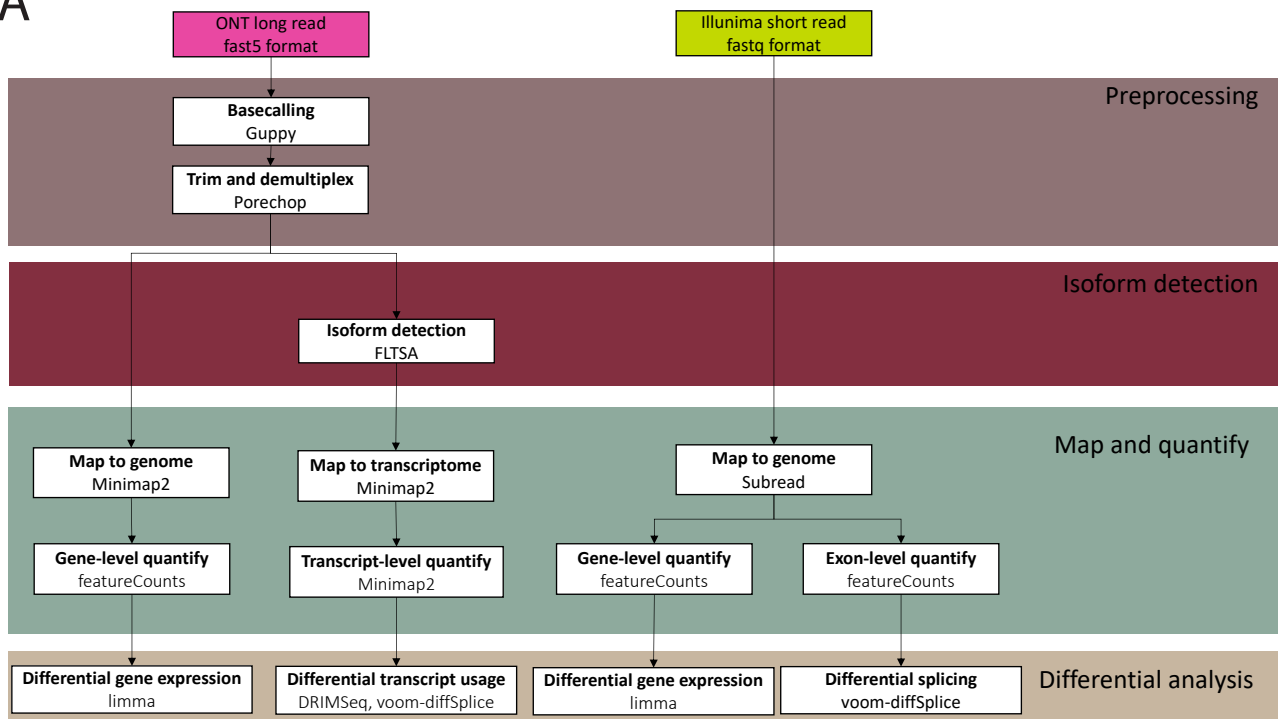 A
ONT long read
fast5 format
Illunima short read
fastq format
Preprocessing
Basecalling
Guppy
Trim and demultiplex
Porechop
Isoform detection
Isoform detection
FLTSA
Map and quantify
Map to genome
Minimap2
Map to transcriptome
Minimap2
Map to genome
Subread
Gene-level quantify
featureCounts
Transcript-level quantify
Minimap2
Gene-level quantify
featureCounts
Exon-level quantify
featureCounts
Differential analysis
Differential gene expression
limma
Differential transcript usage
DRIMSeq, voom-diffSplice
Differential gene expression
limma
Differential splicing
voom-diffSplice